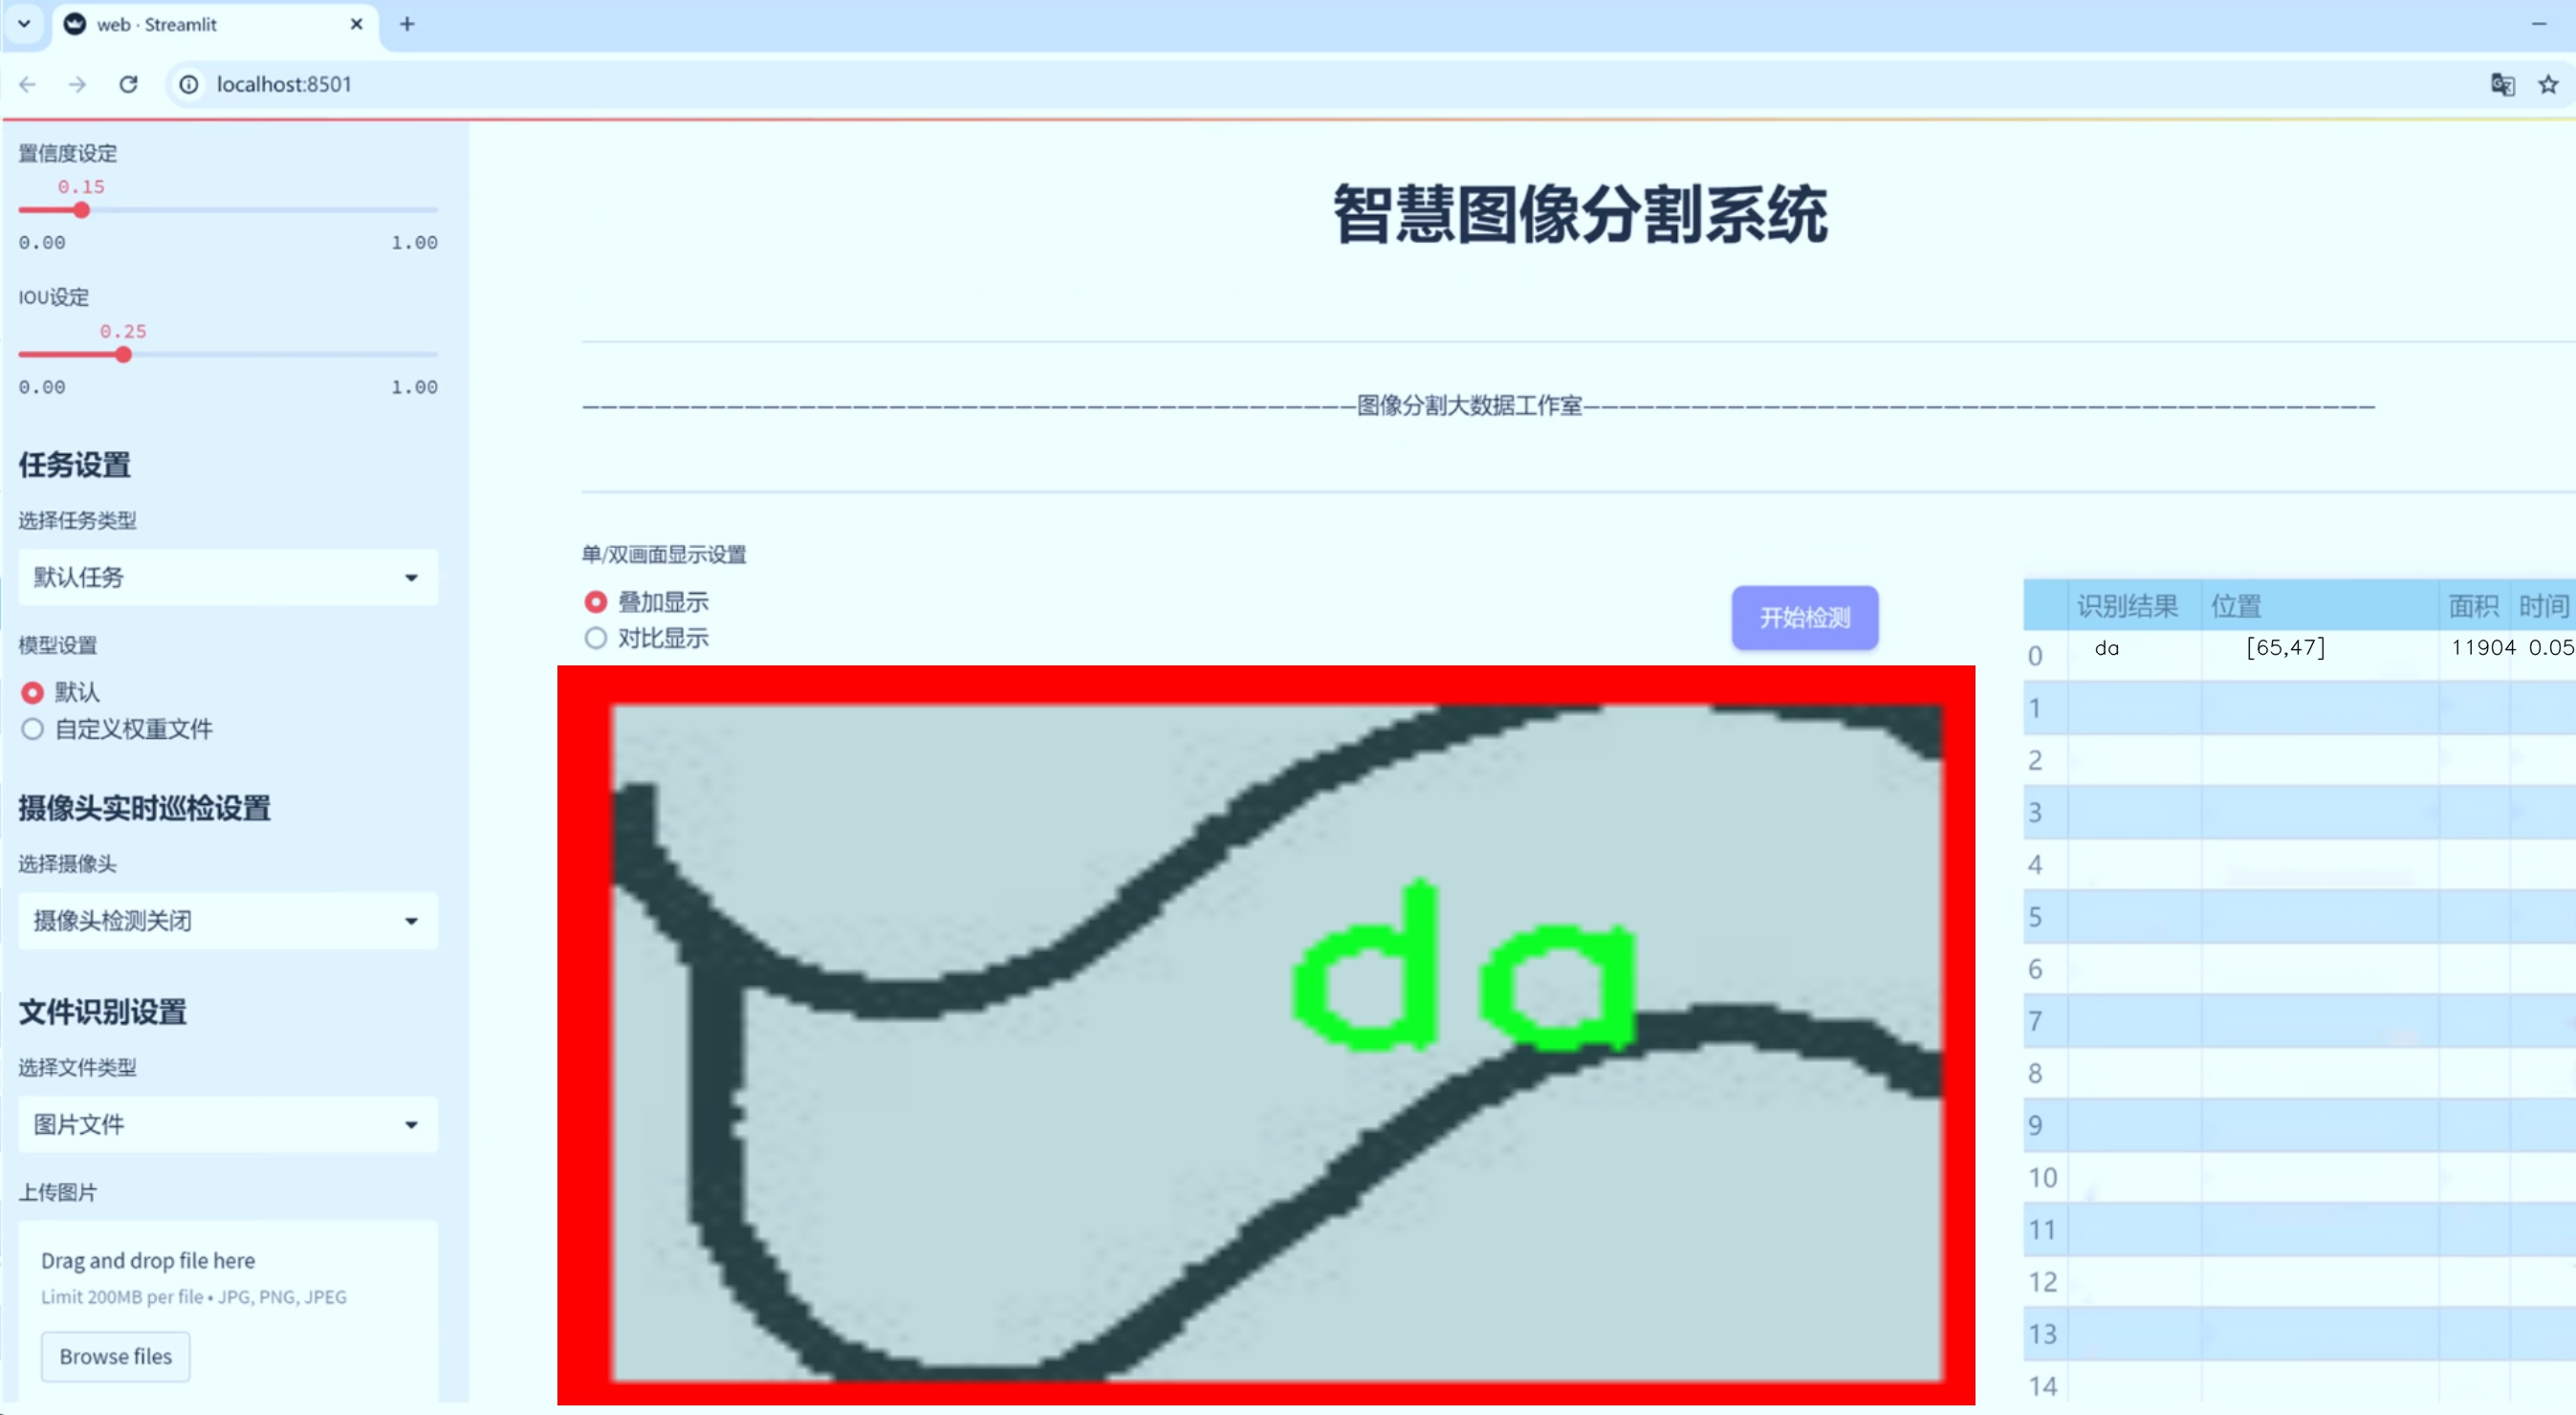 web · Streamlit
localhost:8501
置信度设定
0.15
0.00 1.00
IOU设定
0.25
0.00 1.00
任务设置
选择任务类型
默认任务
模型设置
默认
自定义权重文件
摄像头实时巡检设置
选择摄像头
摄像头检测关闭
文件识别设置
选择文件类型
图片文件
上传图片
Drag and drop file here
Limit 200MB per file • JPG, PNG, JPEG
Browse files
智慧图像分割系统
———————————————————————————————————————————图像分割大数据工作室————————————————————————————————————————————
单/双画面显示设置
叠加显示
对比显示
开始检测
da
识别结果 位置 面积 时间
0 da [65,47] 11904 0.05
1
2
3
4
5
6
7
8
9
10
11
12
13
14